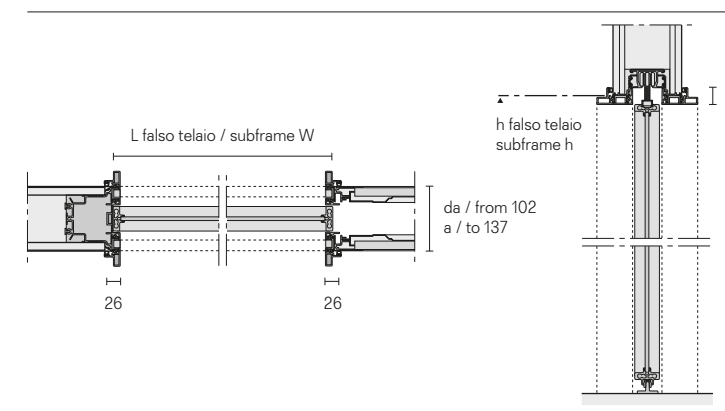 L falso telaio / subframe W
h falso telaio
subframe h
da / from 102
a / to 137
26
26